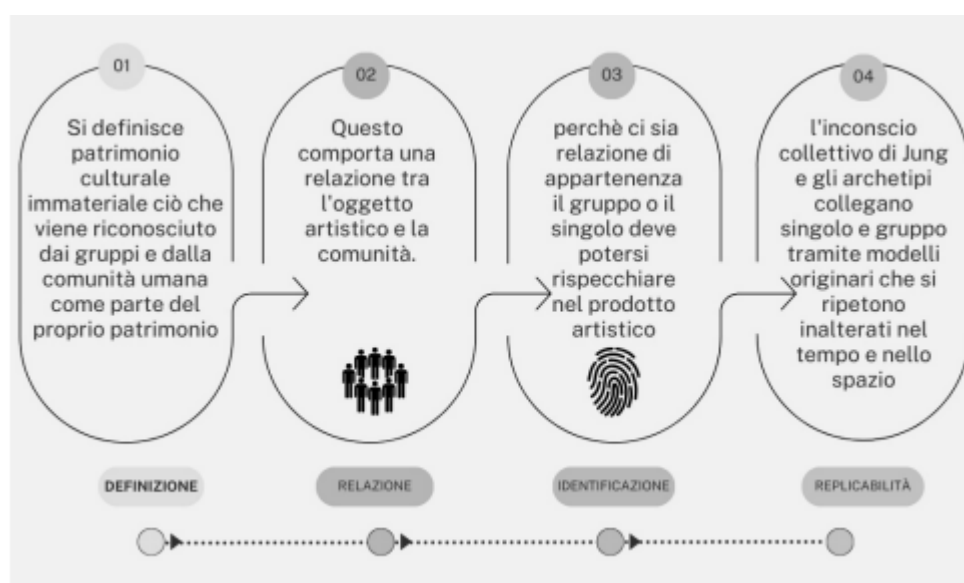 01
Si definisce
patrimonio
culturale
immateriale ciò che
viene riconosciuto
dai gruppi e dalla
comunità umana
come parte del
proprio patrimonio
02
Questo
comporta una
relazione tra
l'oggetto
artistico e la
comunità.
03
perchè ci sia
relazione di
appartenenza
il gruppo o il
singolo deve
potersi
rispecchiare
nel prodotto
artistico
04
l'inconscio
collettivo di Jung
e gli archetipi
collegano
singolo e gruppo
tramite modelli
originari che si
ripetono
inalterati nel
tempo e nello
spazio
DEFINIZIONE
RELAZIONE
IDENTIFICAZIONE
REPLICABILITÀ